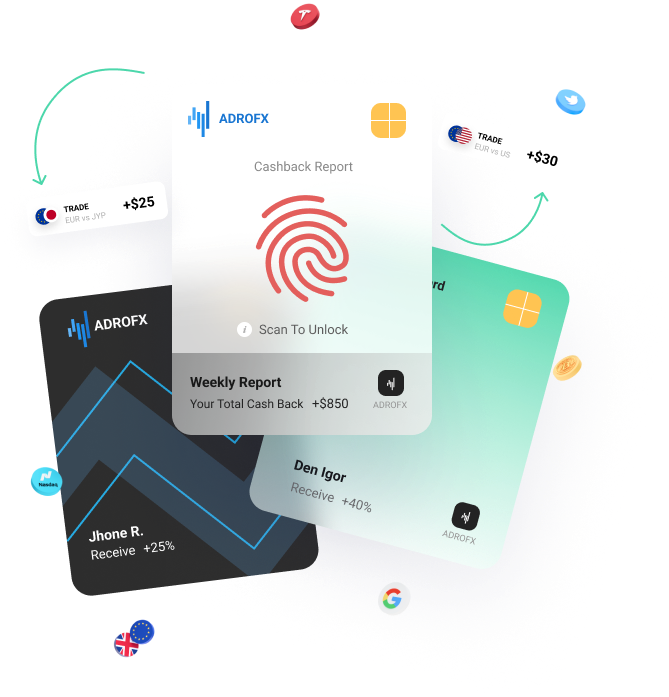 ADROFX
Cashback Report
TRADE
EUR vs JYP
+$25
TRADE
EUR vs US
+$30
Scan To Unlock
Weekly Report
Your Total Cash Back +$850
ADROFX
ADROFX
Jhone R.
Receive +25%
Nasdaq
rd
Den Igor
Receive +40%
ADROFX